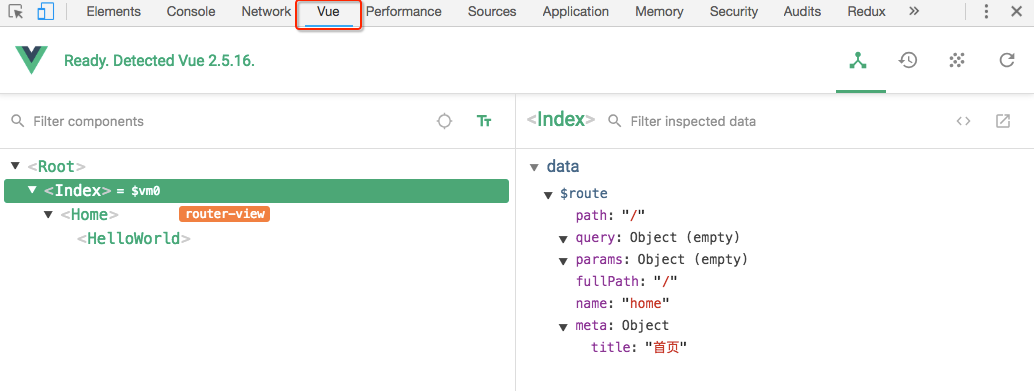 Elements Console Network Vue Performance Sources Application Memory Security Audits Redux »
Ready. Detected Vue 2.5.16.
Filter components
<Index> Filter inspected data
<Root>
<Index> = $vm0
<Home> router-view
<HelloWorld>
data
$route
path: "/"
query: Object (empty)
params: Object (empty)
fullPath: "/"
name: "home"
meta: Object
title: "首页"